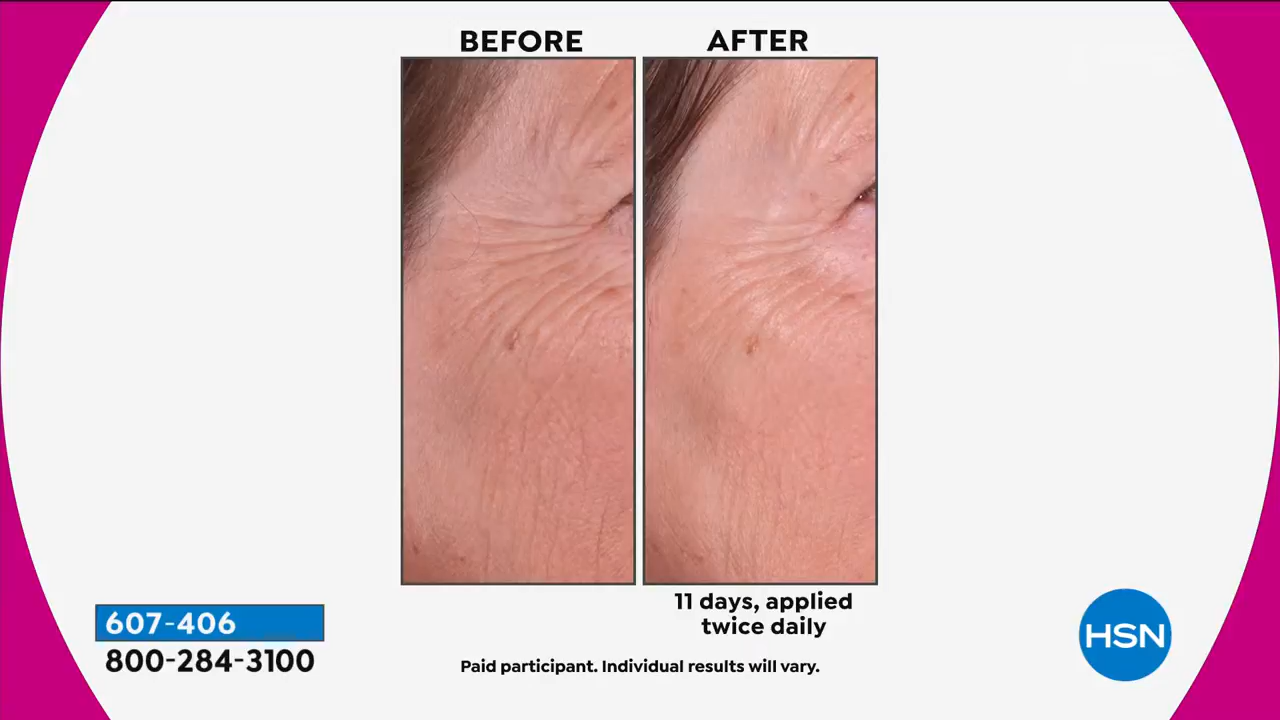 BEFORE
AFTER
11 days, applied
twice daily
607-406
800-284-3100
Paid participant. Individual results will vary.
HSN